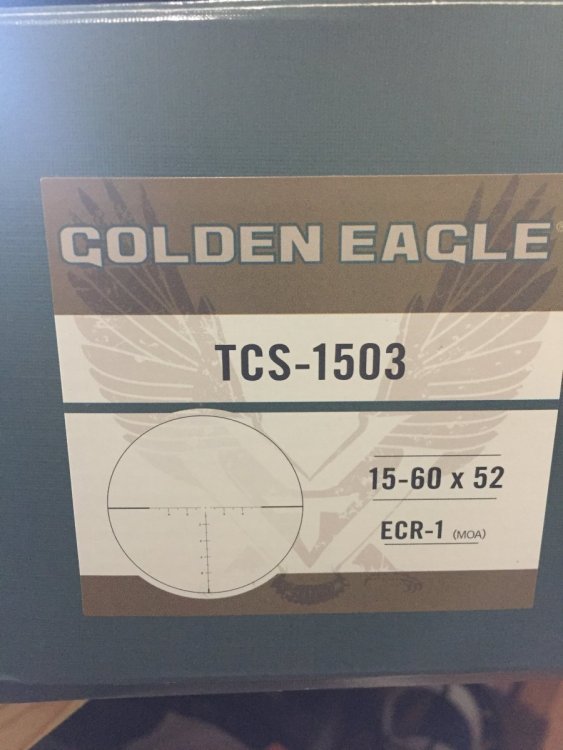 GOLDEN EAGLE®
TCS-1503
15-60 x 52
ECR-1 (MOA)